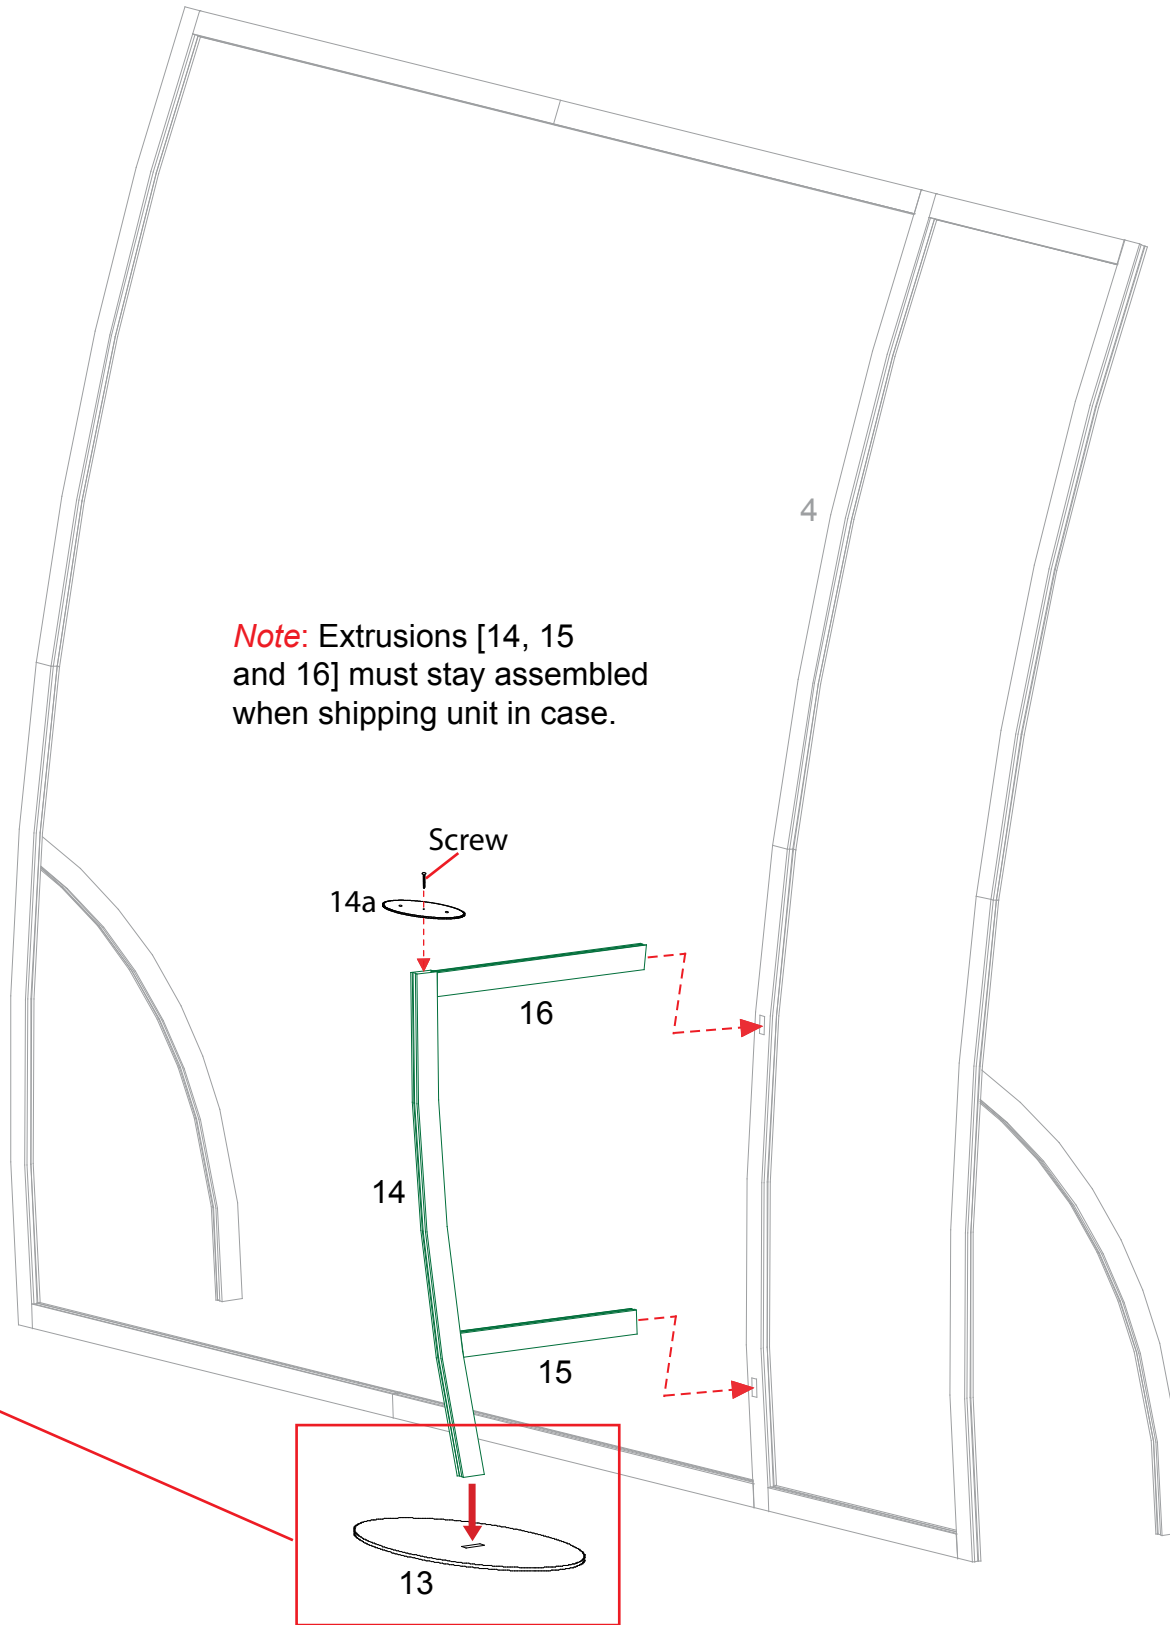 4
Note: Extrusions [14, 15
and 16] must stay assembled
when shipping unit in case.
Screw
14a
16
14
15
13